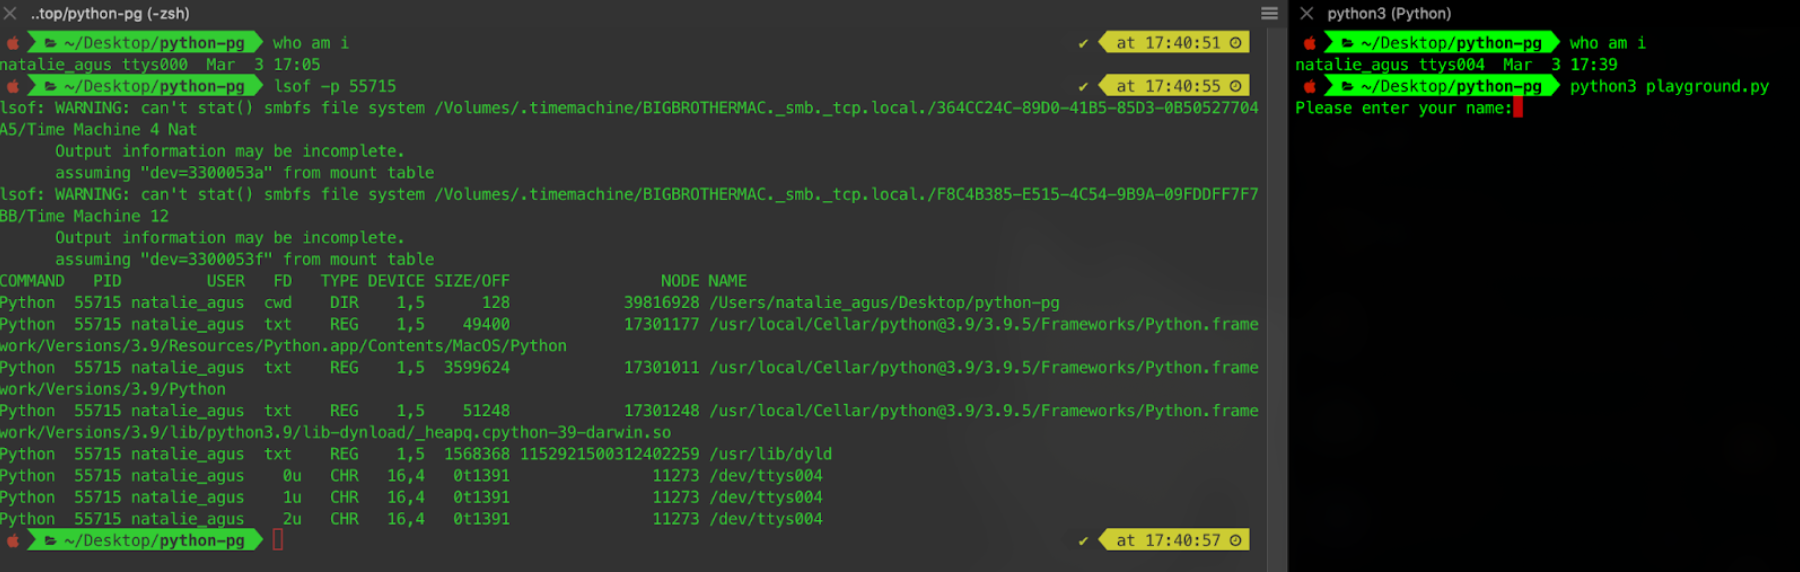 ..top/python-pg (-zsh)
~/Desktop/python-pg who am i ✔ at 17:40:51
natalie_agus ttys000 Mar 3 17:05
~/Desktop/python-pg lsof -p 55715 ✔ at 17:40:55
lsof: WARNING: can't stat() smbfs file system /Volumes/.timemachine/BIGBROTHERMAC._smb._tcp.local./364CC24C-89D0-41B5-85D3-0B50527704
A5/Time Machine 4 Nat
Output information may be incomplete.
assuming "dev=3300053a" from mount table
lsof: WARNING: can't stat() smbfs file system /Volumes/.timemachine/BIGBROTHERMAC._smb._tcp.local./F8C4B385-E515-4C54-9B9A-09FDDFF7F7
BB/Time Machine 12
Output information may be incomplete.
assuming "dev=3300053f" from mount table
COMMAND PID USER FD TYPE DEVICE SIZE/OFF NODE NAME
Python 55715 natalie_agus cwd DIR 1,5 128 39816928 /Users/natalie_agus/Desktop/python-pg
Python 55715 natalie_agus txt REG 1,5 49400 17301177 /usr/local/Cellar/python@3.9/3.9.5/Frameworks/Python.frame
work/Versions/3.9/Resources/Python.app/Contents/MacOS/Python
Python 55715 natalie_agus txt REG 1,5 3599624 17301011 /usr/local/Cellar/python@3.9/3.9.5/Frameworks/Python.frame
work/Versions/3.9/Python
Python 55715 natalie_agus txt REG 1,5 51248 17301248 /usr/local/Cellar/python@3.9/3.9.5/Frameworks/Python.frame
work/Versions/3.9/lib/python3.9/lib-dynload/_heapq.cpython-39-darwin.so
Python 55715 natalie_agus txt REG 1,5 1568368 1152921500312402259 /usr/lib/dyld
Python 55715 natalie_agus 0u CHR 16,4 0t1391 11273 /dev/ttys004
Python 55715 natalie_agus 1u CHR 16,4 0t1391 11273 /dev/ttys004
Python 55715 natalie_agus 2u CHR 16,4 0t1391 11273 /dev/ttys004
~/Desktop/python-pg ✔ at 17:40:57
python3 (Python)
~/Desktop/python-pg who am i
natalie_agus ttys004 Mar 3 17:39
~/Desktop/python-pg python3 playground.py
Please enter your name: